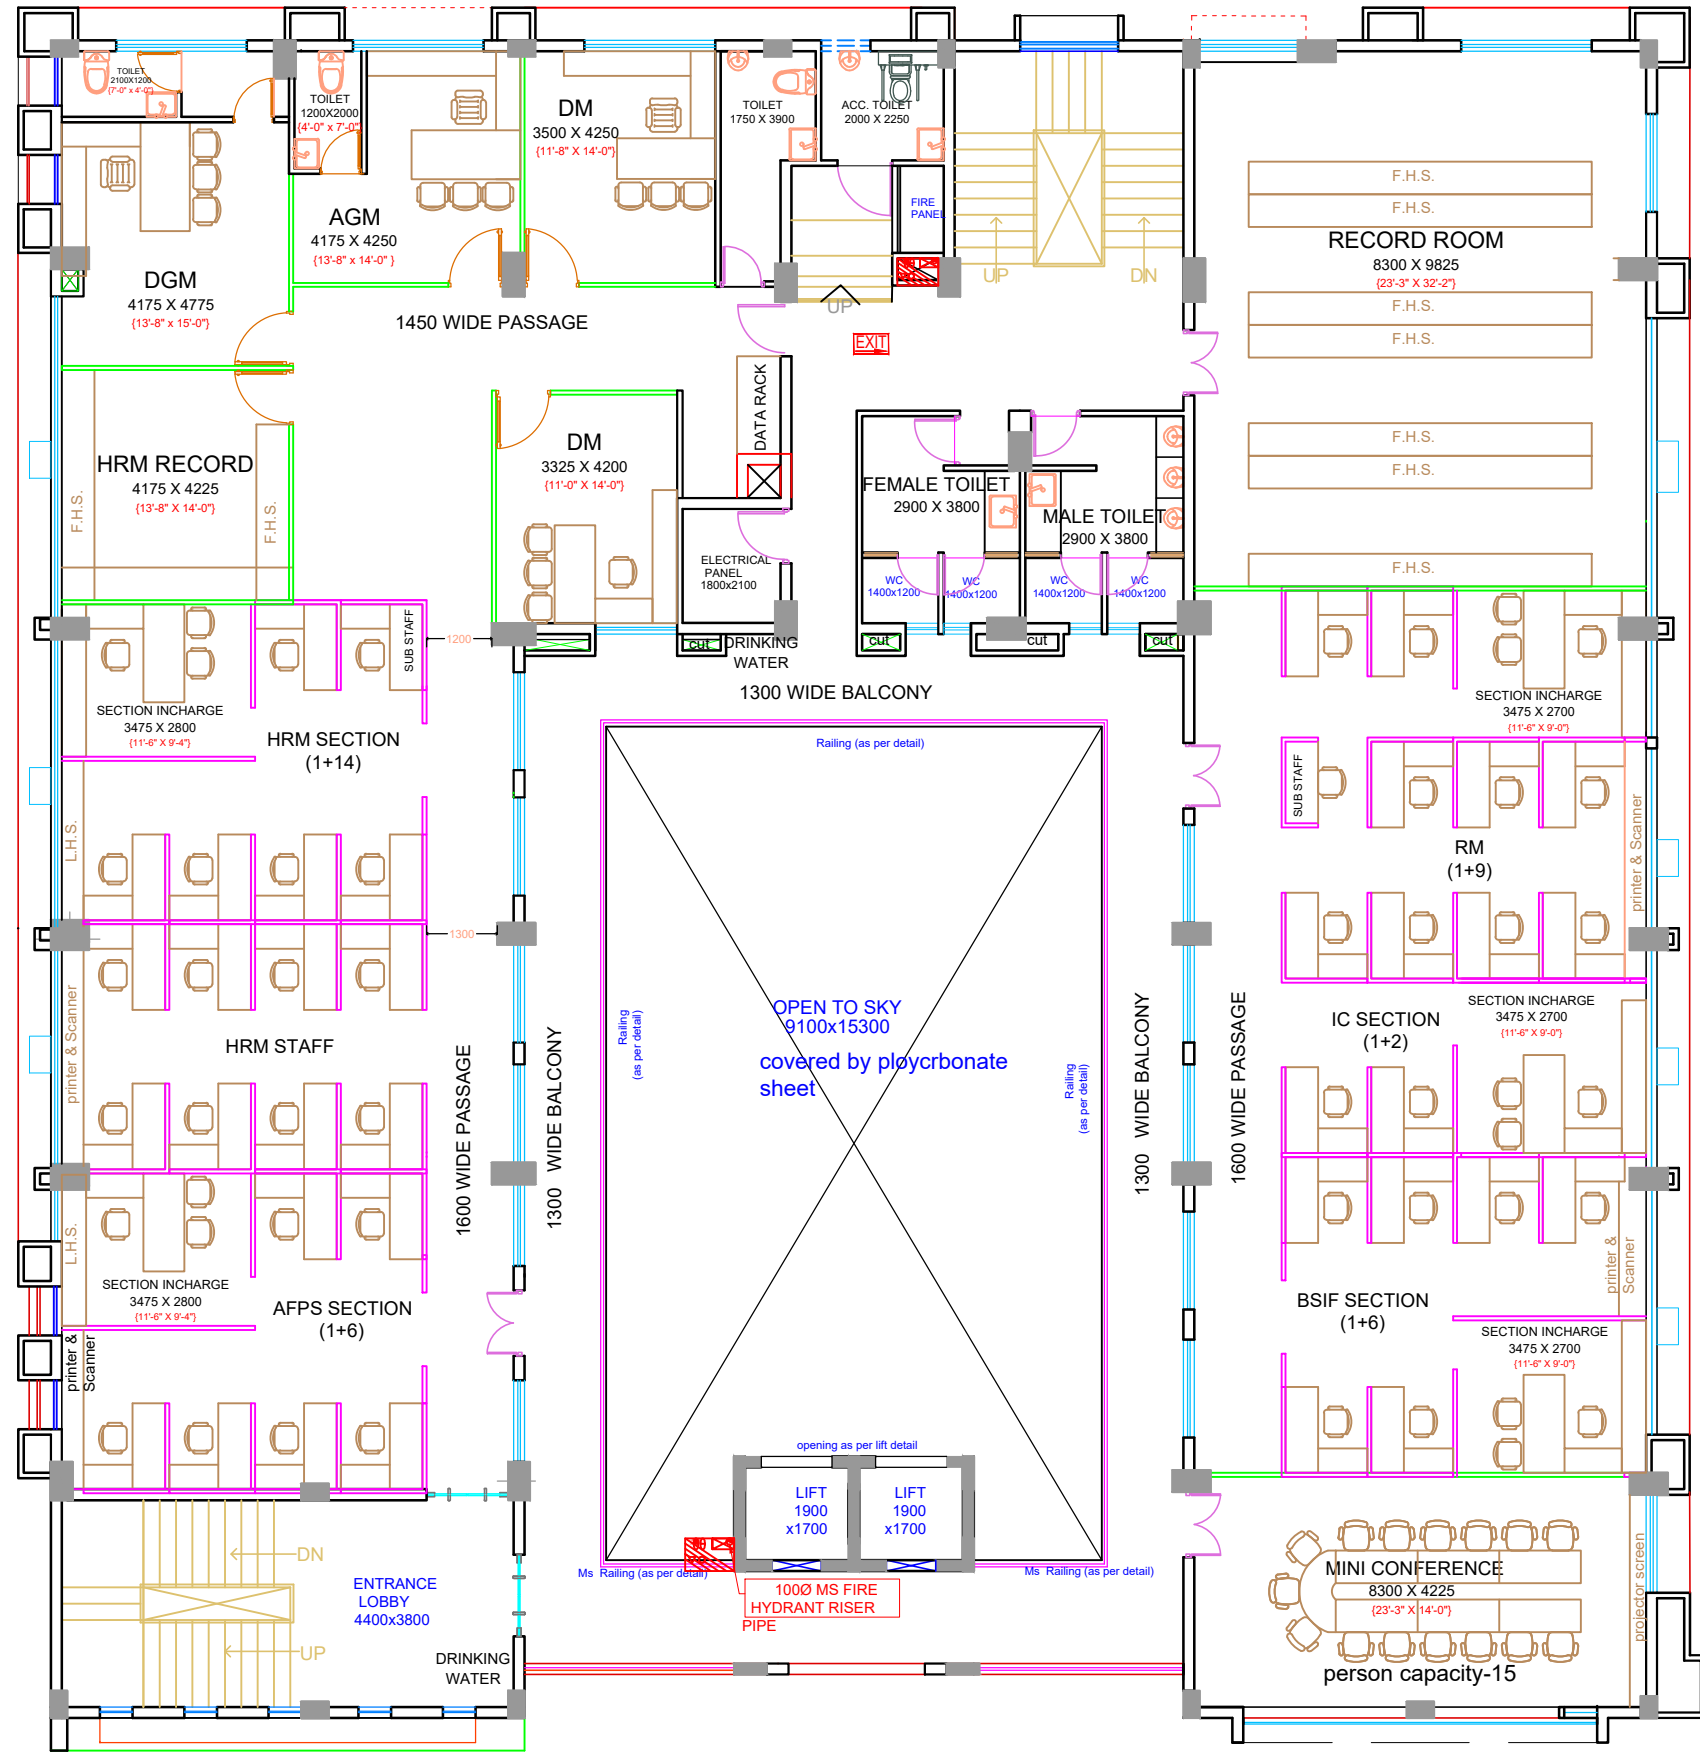 TOILET
2100X1200
{7'-0" x 4'-0"}
TOILET
1200X2000
{4'-0" x 7'-0"}
DM
3500 X 4250
{11'-8" X 14'-0"}
TOILET
1750 X 3900
ACC. TOILET
2000 X 2250
FIRE
PANEL
UP
DN
UP
F.H.S.
F.H.S.
RECORD ROOM
8300 X 9825
{23'-3" X 32'-2"}
F.H.S.
F.H.S.
F.H.S.
F.H.S.
F.H.S.
AGM
4175 X 4250
{13'-8" x 14'-0" }
DGM
4175 X 4775
{13'-8" x 15'-0"}
1450 WIDE PASSAGE
EXIT
DATA RACK
HRM RECORD
4175 X 4225
{13'-8" X 14'-0"}
F.H.S.
F.H.S.
DM
3325 X 4200
{11'-0" X 14'-0"}
ELECTRICAL
PANEL
1800x2100
FEMALE TOILET
2900 X 3800
MALE TOILET
2900 X 3800
WC
1400x1200
WC
1400x1200
WC
1400x1200
WC
1400x1200
cut
cut
cut
cut
DRINKING
WATER
1300 WIDE BALCONY
SUB STAFF
1200
SECTION INCHARGE
3475 X 2800
{11'-6" X 9'-4"}
HRM SECTION
(1+14)
L.H.S.
1300
printer & Scanner
HRM STAFF
1600 WIDE PASSAGE
1300 WIDE BALCONY
L.H.S.
SECTION INCHARGE
3475 X 2800
{11'-6" X 9'-4"}
AFPS SECTION
(1+6)
printer &
Scanner
Railing (as per detail)
Railing
(as per detail)
OPEN TO SKY
9100x15300
covered by ploycrbonate
sheet
Railing
(as per detail)
1300 WIDE BALCONY
1600 WIDE PASSAGE
SECTION INCHARGE
3475 X 2700
{11'-6" X 9'-0"}
SUB STAFF
RM
(1+9)
printer & Scanner
SECTION INCHARGE
3475 X 2700
{11'-6" X 9'-0"}
IC SECTION
(1+2)
printer &
Scanner
BSIF SECTION
(1+6)
SECTION INCHARGE
3475 X 2700
{11'-6" X 9'-0"}
opening as per lift detail
LIFT
1900
x1700
LIFT
1900
x1700
Ms Railing (as per detail)
Ms Railing (as per detail)
100Ø MS FIRE
HYDRANT RISER
PIPE
DN
UP
ENTRANCE
LOBBY
4400x3800
DRINKING
WATER
MINI CONFERENCE
8300 X 4225
{23'-3" X 14'-0"}
person capacity-15
projector screen